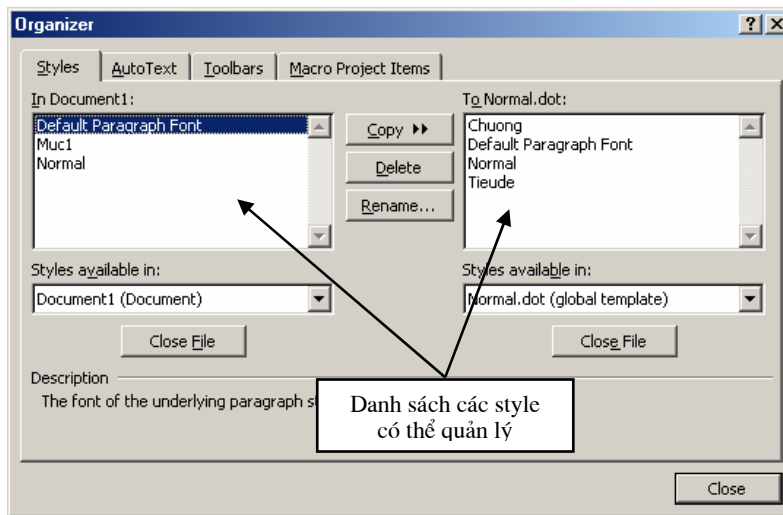 Organizer
Styles AutoText Toolbars Macro Project Items
In Document1:
Default Paragraph Font
Muc1
Normal
Copy
Delete
Rename...
To Normal.dot:
Chuong
Default Paragraph Font
Normal
Tieude
Styles available in:
Document1 (Document)
Close File
Styles available in:
Normal.dot (global template)
Close File
Description
The font of the underlying paragraph
Danh sách các style
có thể quản lý
Close